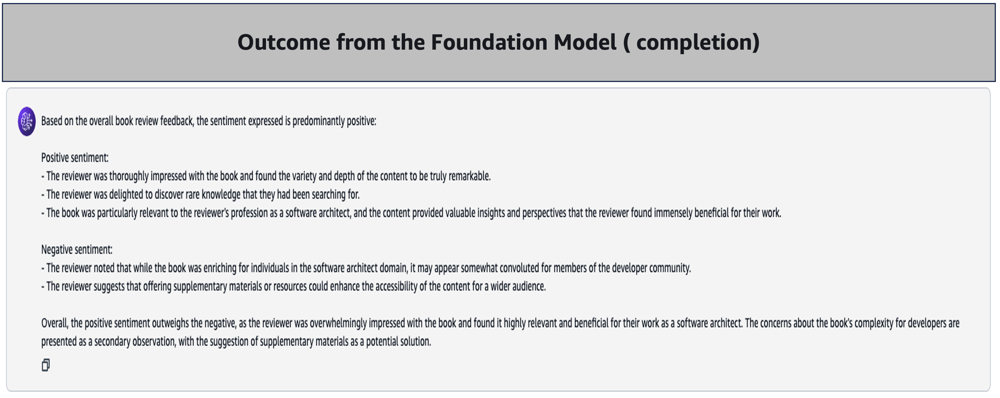 Outcome from the Foundation Model ( completion)
Based on the overall book review feedback, the sentiment expressed is predominantly positive:
Positive sentiment:
- The reviewer was thoroughly impressed with the book and found the variety and depth of the content to be truly remarkable.
- The reviewer was delighted to discover rare knowledge that they had been searching for.
- The book was particularly relevant to the reviewer's profession as a software architect, and the content provided valuable insights and perspectives that the reviewer found immensely beneficial for their work.
Negative sentiment:
- The reviewer noted that while the book was enriching for individuals in the software architect domain, it may appear somewhat convoluted for members of the developer community.
- The reviewer suggests that offering supplementary materials or resources could enhance the accessibility of the content for a wider audience.
Overall, the positive sentiment outweighs the negative, as the reviewer was overwhelmingly impressed with the book and found it highly relevant and beneficial for their work as a software architect. The concerns about the book's complexity for developers are
presented as a secondary observation, with the suggestion of supplementary materials as a potential solution.